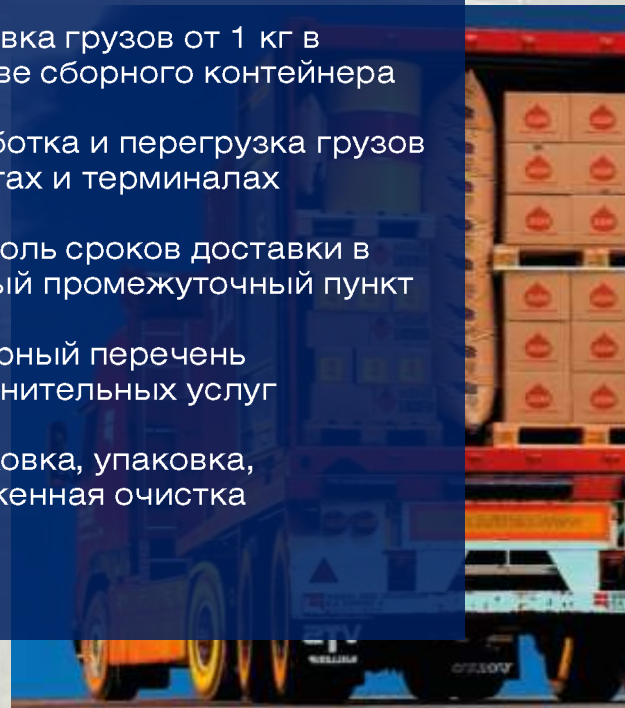 вка грузов от 1 кг в
ве сборного контейнера
ботка и перегрузка грузов
тах и терминалах
оль сроков доставки в
ый промежуточный пункт
рный перечень
нительных услуг
овка, упаковка,
женная очистка